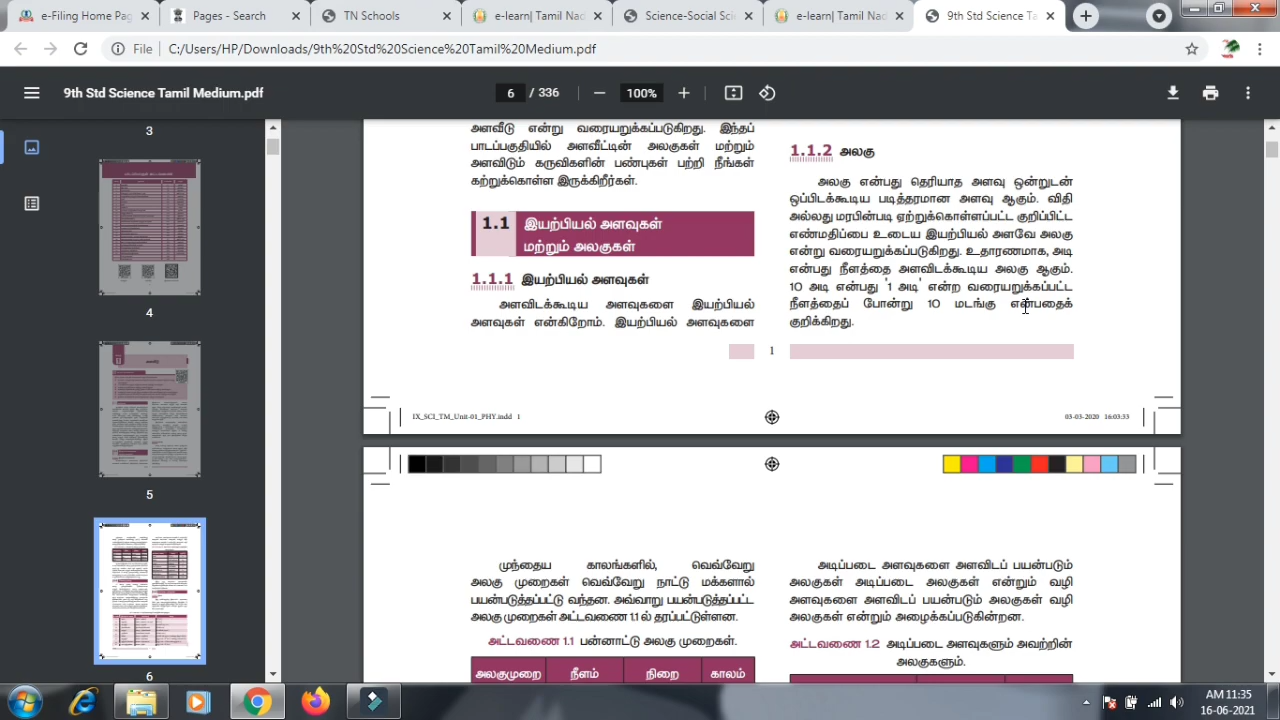 e-Filing Home Pag
Pages - Search
TN Schools
e-learn| Tamil Nad
Science-Social Sci
e-learn| Tamil Nad
9th Std Science Ta
File
C:/Users/HP/Downloads/9th%20Std%20Science%20Tamil%20Medium.pdf
9th Std Science Tamil Medium.pdf
6 / 336
100%
3
4
5
6
அளவீடு என்று வரையறுக்கப்படுகிறது. இந்தப்
பாடப்பகுதியில் அளவீட்டின் அலகுகள் மற்றும்
அளவிடும் கருவிகளின் பண்புகள் பற்றி நீங்கள்
கற்றுக்கொள்ள இருக்கிறீர்கள்.
1.1 இயற்பியல் அளவுகள்
மற்றும் அலகுகள்
1.1.1 இயற்பியல் அளவுகள்
அளவிடக்கூடிய அளவுகளை இயற்பியல்
அளவுகள் என்கிறோம். இயற்பியல் அளவுகளை
1.1.2 அலகு
அலகு என்பது தெரியாத அளவு ஒன்றுடன்
ஒப்பிடக்கூடிய படித்தரமான அளவு ஆகும். விதி
அல்லது மரபின்படி ஏற்றுக்கொள்ளப்பட்ட குறிப்பிட்ட
எண்மதிப்பை உடைய இயற்பியல் அளவே அலகு
என்று வரையறுக்கப்படுகிறது. உதாரணமாக, அடி
என்பது நீளத்தை அளவிடக்கூடிய அலகு ஆகும்.
10 அடி என்பது '1 அடி' என்ற வரையறுக்கப்பட்ட
நீளத்தைப் போன்று 10 மடங்கு என்பதைக்
குறிக்கிறது.
1
IX_SCI_TM_Unit-01_PHY.indd 1
03-03-2020 16:03:53
முந்தைய காலங்களில், வெவ்வேறு
அலகு முறைகள் வெவ்வேறு நாட்டு மக்களால்
பயன்படுத்தப்பட்டு வந்தன. அவ்வாறு பயன்படுத்தப்பட்ட
அலகு முறைகள் அட்டவணை 1.1 ல் தரப்பட்டுள்ளன.
அட்டவணை 1.1 பன்னாட்டு அலகு முறைகள்.
அலகுமுறை நீளம் நிறை காலம்
அடிப்படை அளவுகளை அளவிடப் பயன்படும்
அலகுகள் அடிப்படை அலகுகள் என்றும் வழி
அளவுகளை அளவிடப் பயன்படும் அலகுகள் வழி
அலகுகள் என்றும் அழைக்கப்படுகின்றன.
அட்டவணை 1.2 அடிப்படை அளவுகளும் அவற்றின்
அலகுகளும்.
AM 11:35
16-06-2021